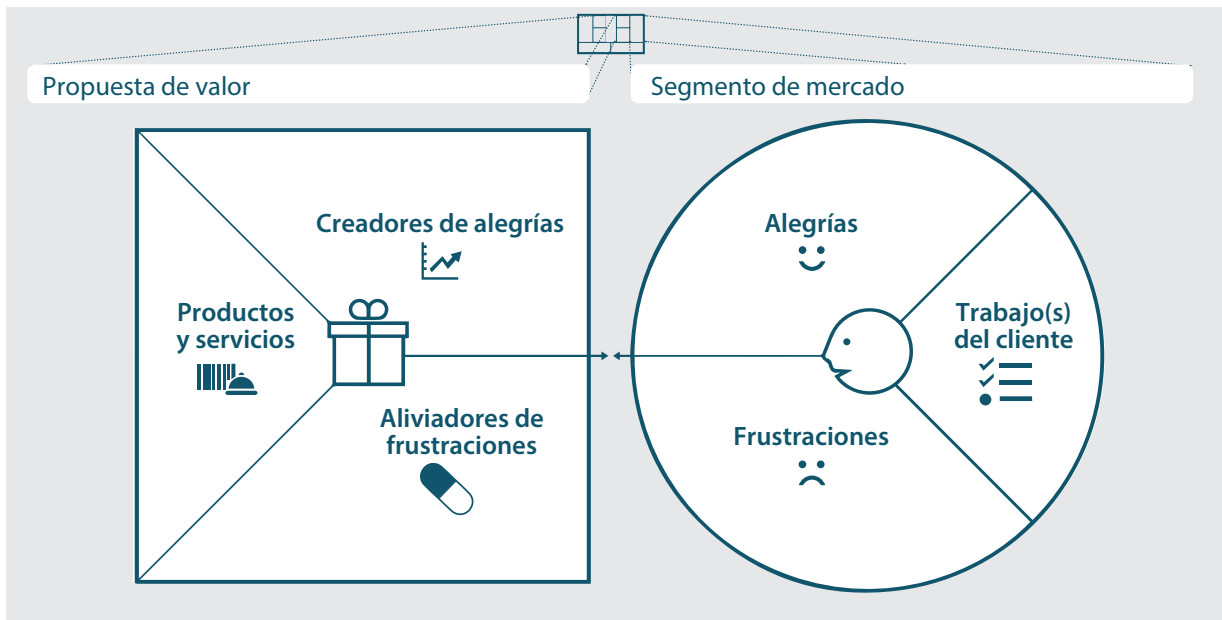 Propuesta de valor
Segmento de mercado
Creadores de alegrías
Productos
y servicios
Aliviadores de
frustraciones
Alegrías
Trabajo(s)
del cliente
Frustraciones